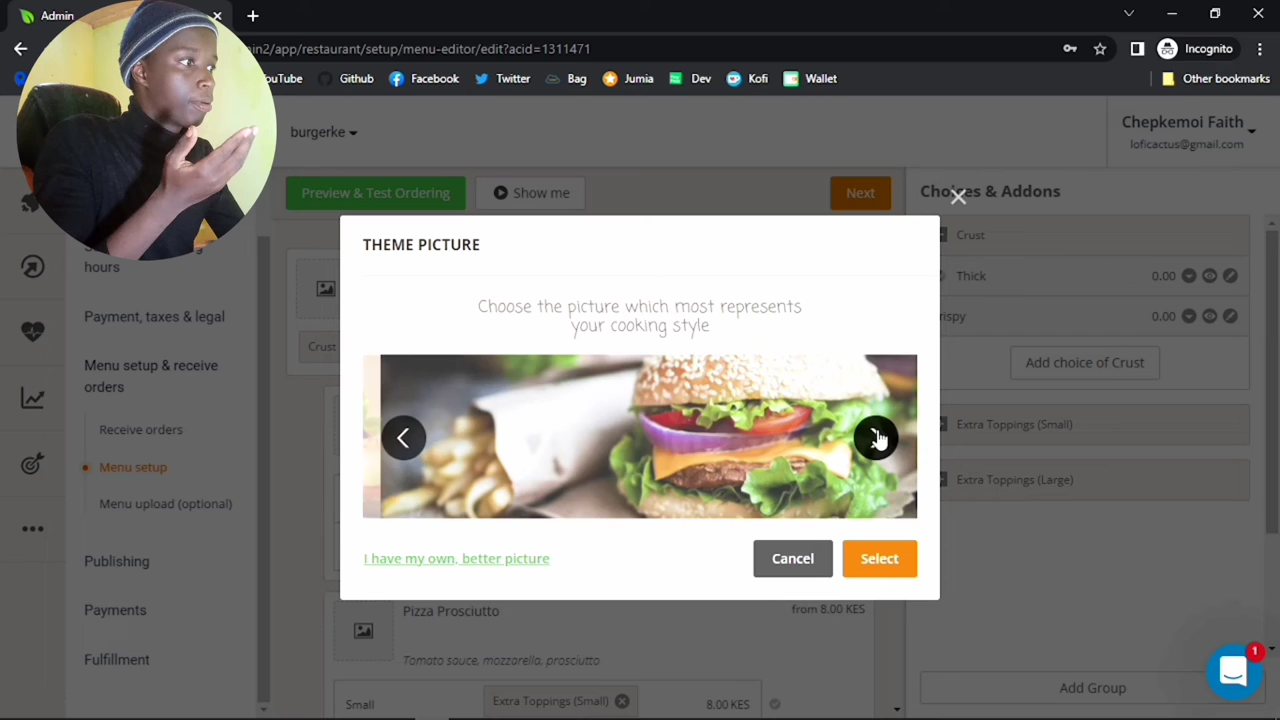 Admin
min2/app/restaurant/setup/menu-editor/edit?acid=1311471
Incognito
YouTube
Github
Facebook
Twitter
Bag
Jumia
Dev
Kofi
Wallet
Other bookmarks
burgerke
Chepkemoi Faith
loficactus@gmail.com
Preview & Test Ordering
Show me
Next
Choices & Addons
hours
Payment, taxes & legal
Menu setup & receive
orders
Receive orders
Menu setup
Menu upload (optional)
Publishing
Payments
Fulfillment
Crust
THEME PICTURE
Choose the picture which most represents
your cooking style
I have my own, better picture
Cancel
Select
Pizza Prosciutto
from 8.00 KES
Tomato sauce, mozzarella, prosciutto
Small
Extra Toppings (Small)
8.00 KES
Crust
Thick
0.00
rispy
0.00
Add choice of Crust
Extra Toppings (Small)
Extra Toppings (Large)
Add Group
1